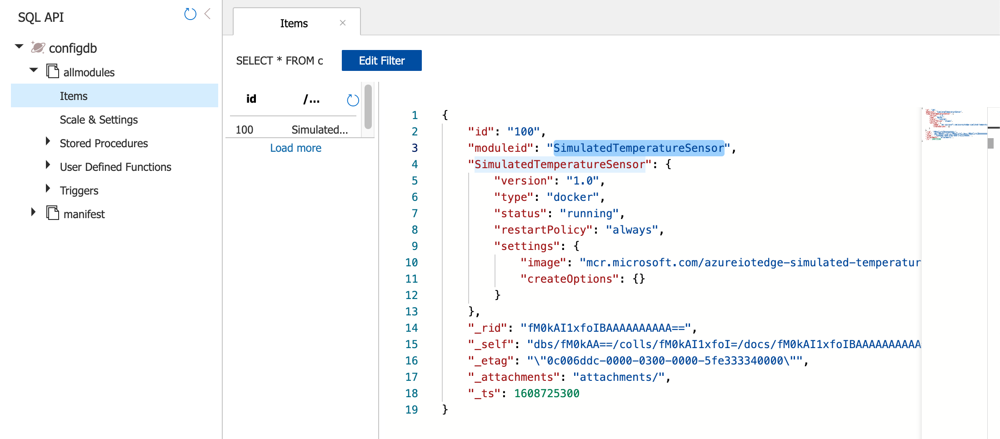 SQL API
configdb
allmodules
Items
Scale & Settings
Stored Procedures
User Defined Functions
Triggers
manifest
Items
SELECT * FROM c
Edit Filter
id /...
100 Simulated...
Load more
1 {
2 "id": "100",
3 "moduleid": "SimulatedTemperatureSensor",
4 "SimulatedTemperatureSensor": {
5 "version": "1.0",
6 "type": "docker",
7 "status": "running",
8 "restartPolicy": "always",
9 "settings": {
10 "image": "mcr.microsoft.com/azureiotedge-simulated-temperatur
11 "createOptions": {}
12 }
13 },
14 "_rid": "fM0kAI1xfoIBAAAAAAAAAA==",
15 "_self": "dbs/fM0kAA==/colls/fM0kAI1xfoI=/docs/fM0kAI1xfoIBAAAAAAAAAA
16 "_etag": "\"0c006ddc-0000-0300-0000-5fe333340000\"",
17 "_attachments": "attachments/",
18 "_ts": 1608725300
19 }